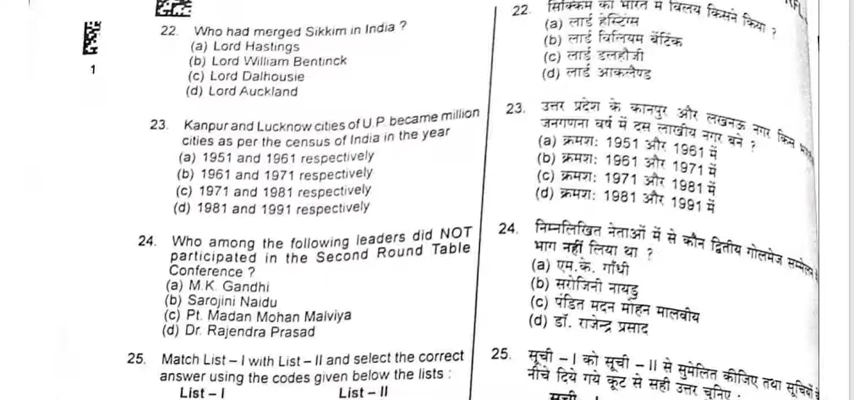 1
22. Who had merged Sikkim in India ?
(a) Lord Hastings
(b) Lord William Bentinck
(c) Lord Dalhousie
(d) Lord Auckland
23. Kanpur and Lucknow cities of U.P. became million
cities as per the census of India in the year
(a) 1951 and 1961 respectively
(b) 1961 and 1971 respectively
(c) 1971 and 1981 respectively
(d) 1981 and 1991 respectively
24. Who among the following leaders did NOT
participated in the Second Round Table
Conference ?
(a) M.K. Gandhi
(b) Sarojini Naidu
(c) Pt. Madan Mohan Malviya
(d) Dr. Rajendra Prasad
25. Match List – I with List – II and select the correct
answer using the codes given below the lists :
List – I List – II
22. सिक्किम का भारत में विलय किसने किया ?
(a) लार्ड हेस्टिंग्स
(b) लार्ड विलियम बेंटिंक
(c) लार्ड डलहौजी
(d) लार्ड आकलैण्ड
23. उत्तर प्रदेश के कानपुर और लखनऊ नगर किस
जनगणना वर्ष में दस लाखीय नगर बने ?
(a) क्रमशः 1951 और 1961 में
(b) क्रमशः 1961 और 1971 में
(c) क्रमशः 1971 और 1981 में
(d) क्रमशः 1981 और 1991 में
24. निम्नलिखित नेताओं में से कौन द्वितीय गोलमेज सम्मेलन
भाग नहीं लिया था ?
(a) एम.के. गाँधी
(b) सरोजिनी नायडु
(c) पंडित मदन मोहन मालवीय
(d) डॉ. राजेन्द्र प्रसाद
25. सूची – I को सूची – II से सुमेलित कीजिए तथा सूचियों के
नीचे दिये गये कूट से सही उत्तर चुनिए :